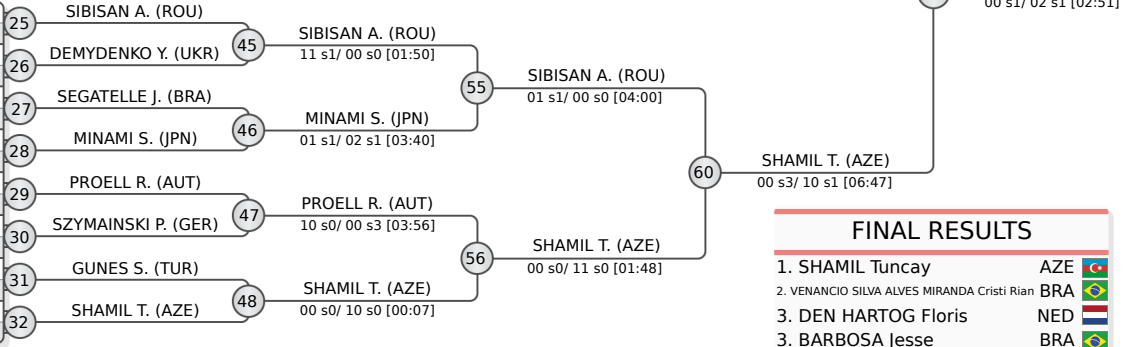 00 s1/ 02 s1 [02:51]
25
SIBISAN A. (ROU)
45
SIBISAN A. (ROU)
11 s1/ 00 s0 [01:50]
26
DEMYDENKO Y. (UKR)
55
SIBISAN A. (ROU)
01 s1/ 00 s0 [04:00]
27
SEGATELLE J. (BRA)
46
MINAMI S. (JPN)
01 s1/ 02 s1 [03:40]
28
MINAMI S. (JPN)
60
SHAMIL T. (AZE)
00 s3/ 10 s1 [06:47]
29
PROELL R. (AUT)
47
PROELL R. (AUT)
10 s0/ 00 s3 [03:56]
30
SZYMAINSKI P. (GER)
56
SHAMIL T. (AZE)
00 s0/ 11 s0 [01:48]
31
GUNES S. (TUR)
48
SHAMIL T. (AZE)
00 s0/ 10 s0 [00:07]
32
SHAMIL T. (AZE)
FINAL RESULTS
1. SHAMIL Tuncay AZE
2. VENANCIO SILVA ALVES MIRANDA Cristi Rian BRA
3. DEN HARTOG Floris NED
3. BARBOSA Jesse BRA